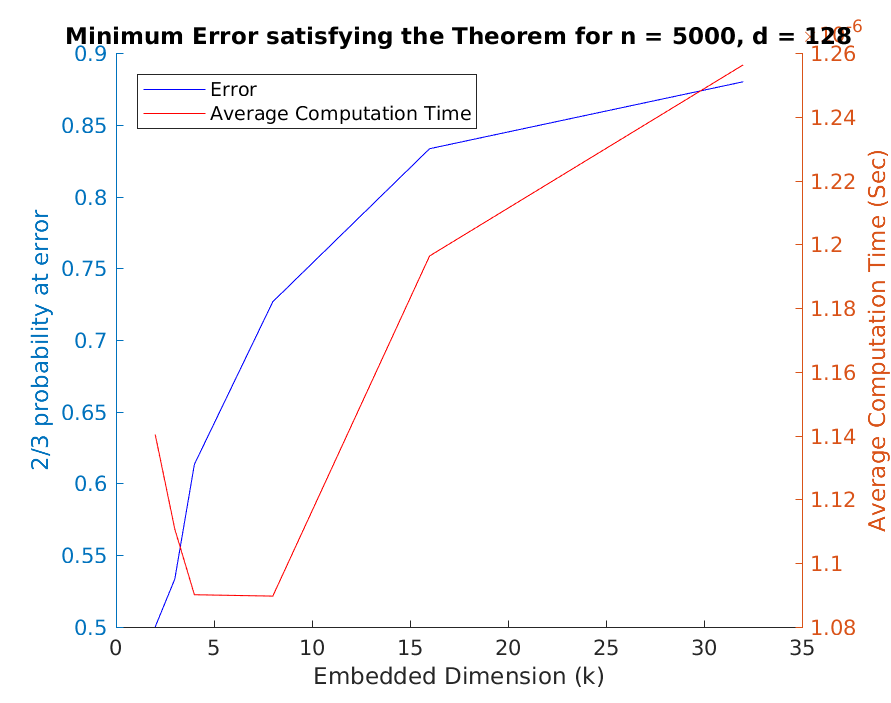 Minimum Error satisfying the Theorem for n = 5000, d = 128
Error
Average Computation Time
0.9
0.85
0.8
0.75
0.7
0.65
0.6
0.55
0.5
2/3 probability at error
1.26
1.24
1.22
1.2
1.18
1.16
1.14
1.12
1.1
1.08
Average Computation Time (Sec)
0 5 10 15 20 25 30 35
Embedded Dimension (k)